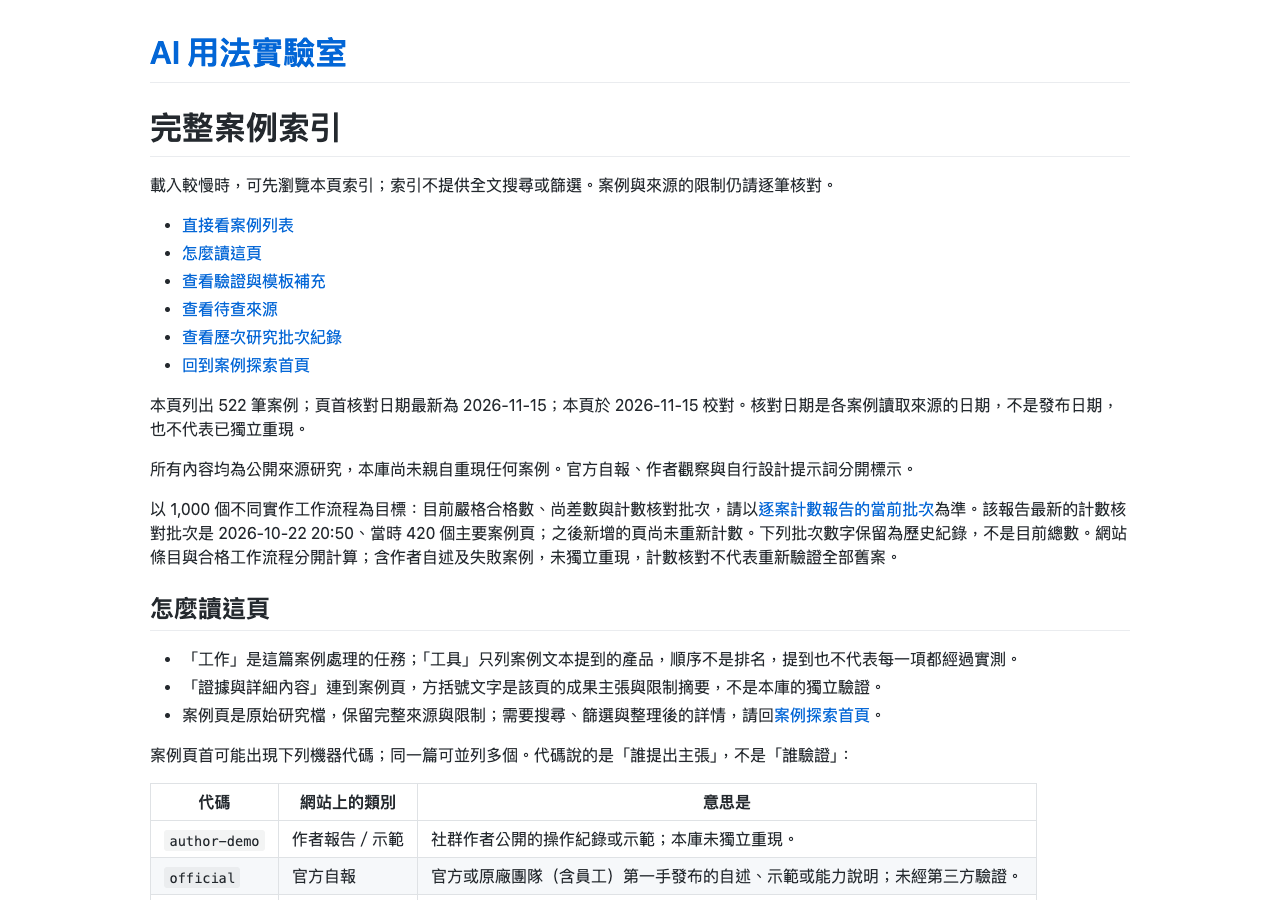 AI 用法實驗室
完整案例索引
載入較慢時，可先瀏覽本頁索引；索引不提供全文搜尋或篩選。案例與來源的限制仍請逐筆核對。
直接看案例列表
怎麼讀這頁
查看驗證與模板補充
查看待查來源
查看歷次研究批次紀錄
回到案例探索首頁
本頁列出 522 筆案例；頁首核對日期最新為 2026-11-15；本頁於 2026-11-15 校對。核對日期是各案例讀取來源的日期，不是發布日期，
也不代表已獨立重現。
所有內容均為公開來源研究，本庫尚未親自重現任何案例。官方自報、作者觀察與自行設計提示詞分開標示。
以 1,000 個不同實作工作流程為目標：目前嚴格合格數、尚差數與計數核對批次，請以逐案計數報告的當前批次為準。該報告最新的計數核
對批次是 2026-10-22 20:50、當時 420 個主要案例頁；之後新增的頁尚未重新計數。下列批次數字保留為歷史紀錄，不是目前總數。網站
條目與合格工作流程分開計算；含作者自述及失敗案例，未獨立重現，計數核對不代表重新驗證全部舊案。
怎麼讀這頁
「工作」是這篇案例處理的任務；「工具」只列案例文本提到的產品，順序不是排名，提到也不代表每一項都經過實測。
「證據與詳細內容」連到案例頁，方括號文字是該頁的成果主張與限制摘要，不是本庫的獨立驗證。
案例頁是原始研究檔，保留完整來源與限制；需要搜尋、篩選與整理後的詳情，請回案例探索首頁。
案例頁首可能出現下列機器代碼；同一篇可並列多個。代碼說的是「誰提出主張」，不是「誰驗證」：
代碼 網站上的類別 意思是
author-demo 作者報告 / 示範 社群作者公開的操作紀錄或示範；本庫未獨立重現。
official 官方自報 官方或原廠團隊（含員工）第一手發布的自述、示範或能力說明；未經第三方驗證。